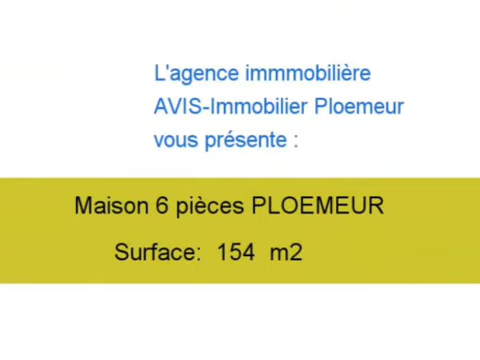 L'agence immmobilière
AVIS-Immobilier Ploemeur
vous présente :
Maison 6 pièces PLOEMEUR
Surface: 154 m2